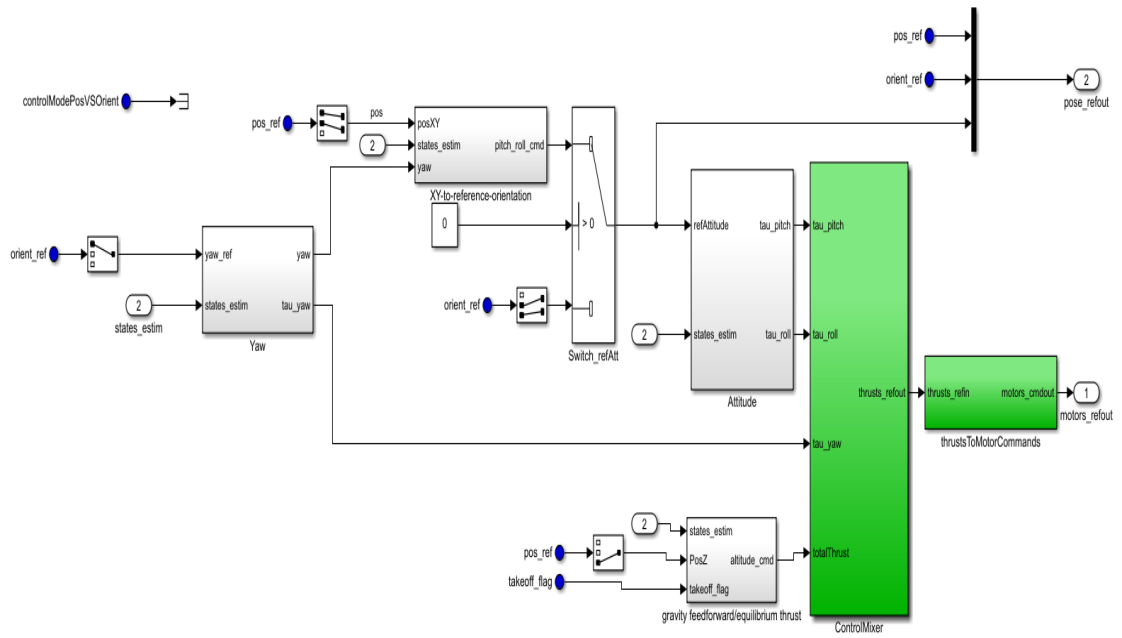 pos_ref
orient_ref
2
pose_refout
controlModePosVSOrient
pos_ref
pos
posXY
2
states_estim
pitch_roll_cmd
yaw
XY-to-reference-orientation
0
> 0
orient_ref
yaw_ref
yaw
2
states_estim
states_estim
tau_yaw
Yaw
orient_ref
Switch_refAtt
refAttitude
tau_pitch
2
states_estim
tau_roll
Attitude
tau_pitch
tau_roll
thrusts_refout
tau_yaw
totalThrust
ControlMixer
thrusts_refin
motors_cmdout
thrustsToMotorCommands
1
motors_refout
2
states_estim
pos_ref
PosZ
altitude_cmd
takeoff_flag
takeoff_flag
gravity feedforward/equilibrium thrust